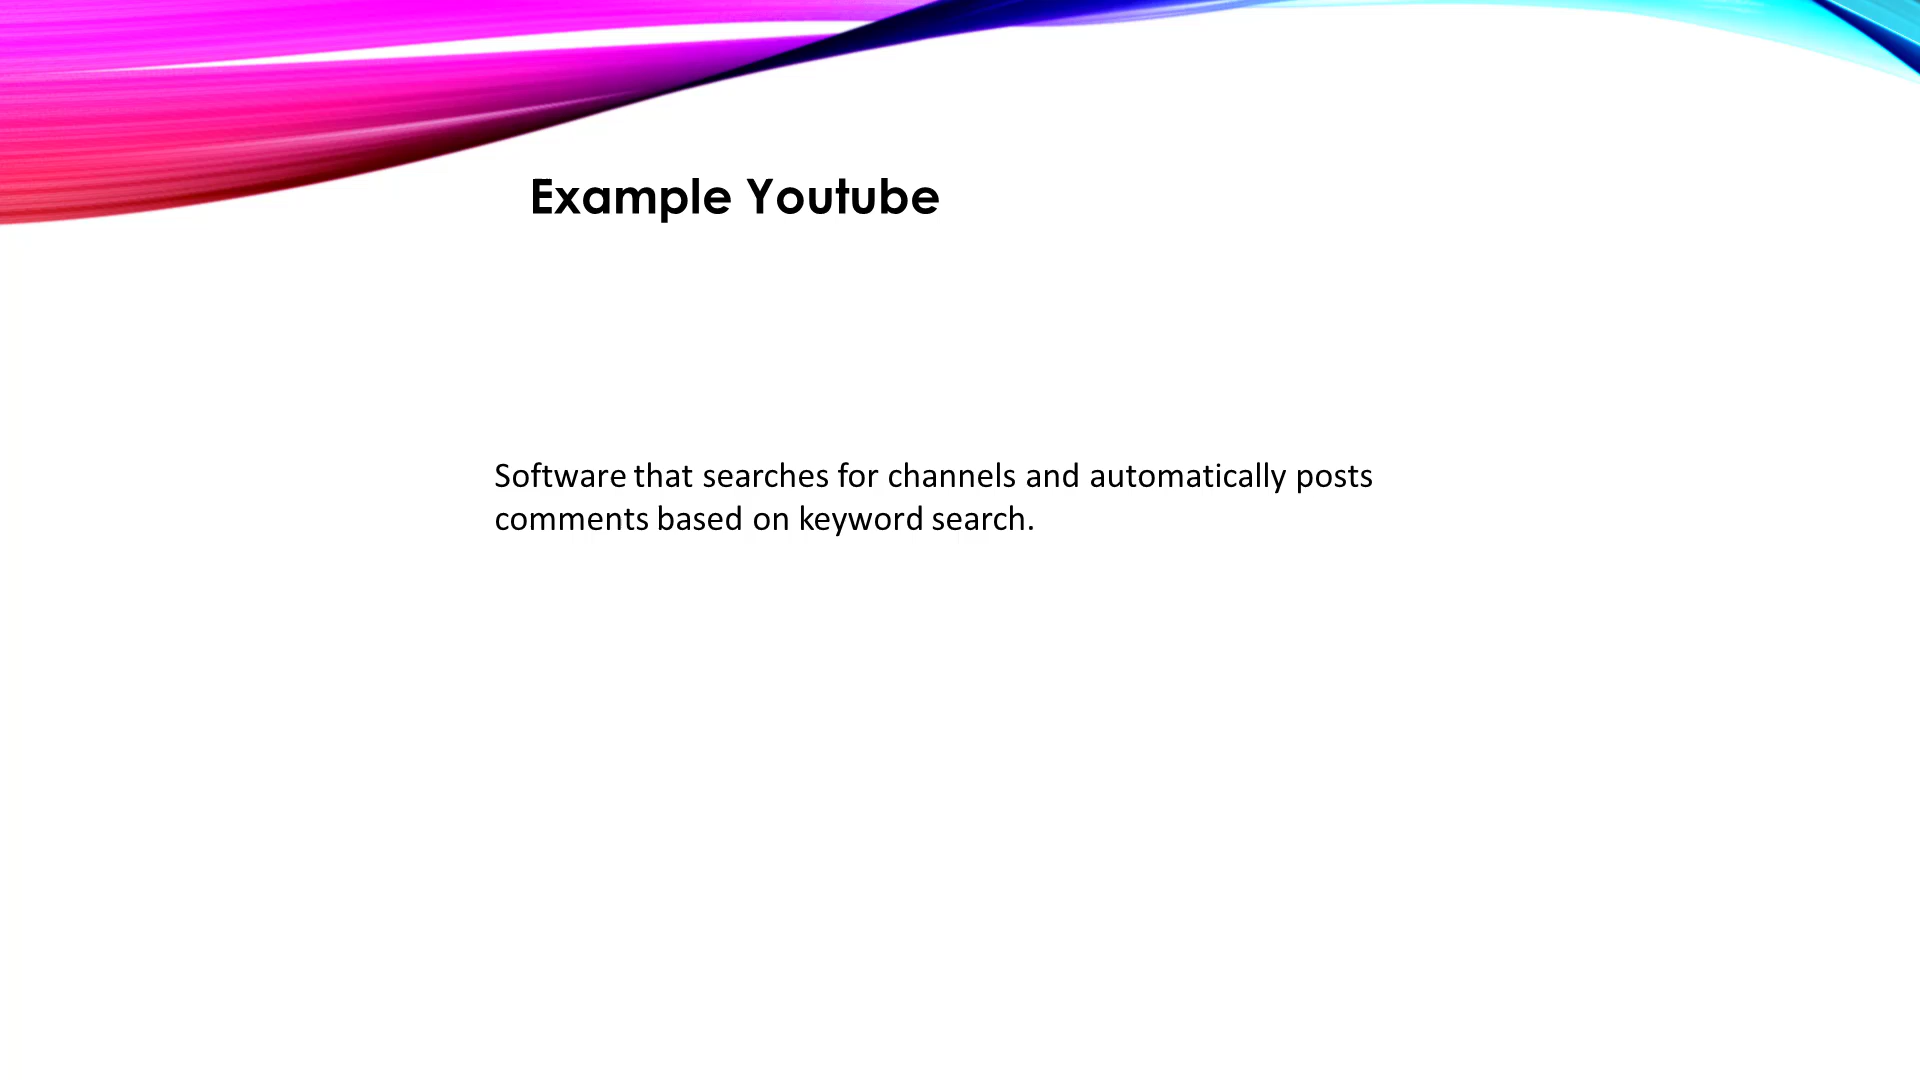 Example Youtube
Software that searches for channels and automatically posts
comments based on keyword search.